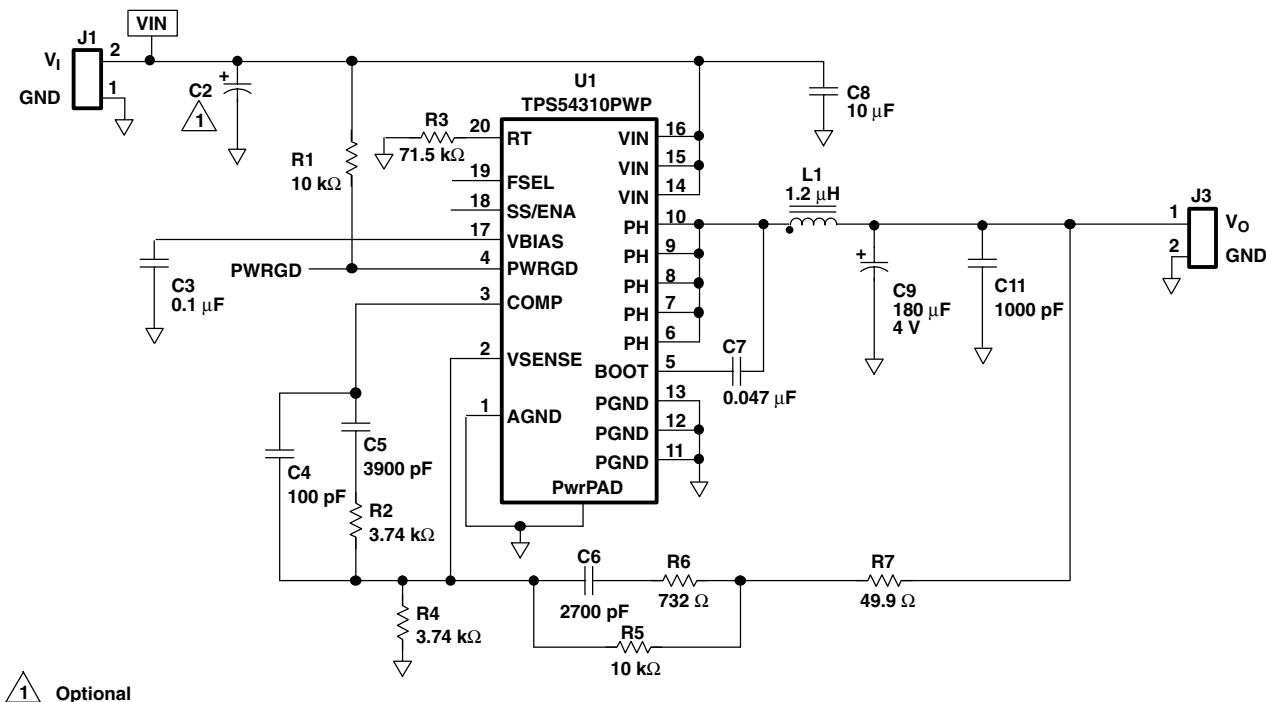 VIN
J1
V_I
2
1
GND
C2
+
1
R1
10 kΩ
R3
71.5 kΩ
U1
TPS54310PWP
20
RT
19
FSEL
18
SS/ENA
17
VBIAS
4
PWRGD
PWRGD
3
COMP
2
VSENSE
1
AGND
PwrPAD
VIN
16
VIN
15
VIN
14
PH
10
PH
9
PH
8
PH
7
PH
6
BOOT
5
PGND
13
PGND
12
PGND
11
C8
10 μF
L1
1.2 μH
C7
0.047 μF
+
C9
180 μF
4 V
C11
1000 pF
J3
1
V_O
2
GND
C3
0.1 μF
C4
100 pF
C5
3900 pF
R2
3.74 kΩ
R4
3.74 kΩ
C6
2700 pF
R6
732 Ω
R5
10 kΩ
R7
49.9 Ω
1 Optional